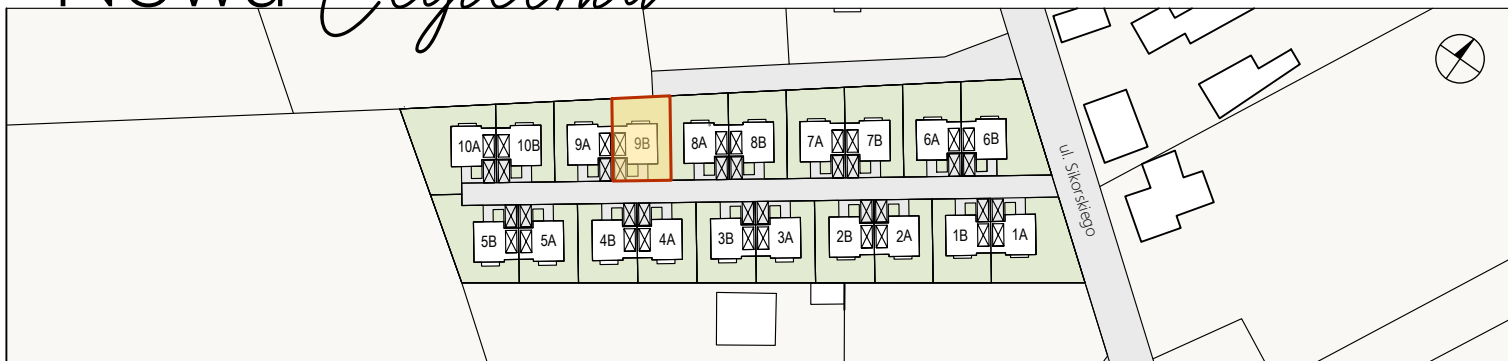 10A 10B 9A 9B 8A 8B 7A 7B 6A 6B
5B 5A 4B 4A 3B 3A 2B 2A 1B 1A
ul. Sikorskiego